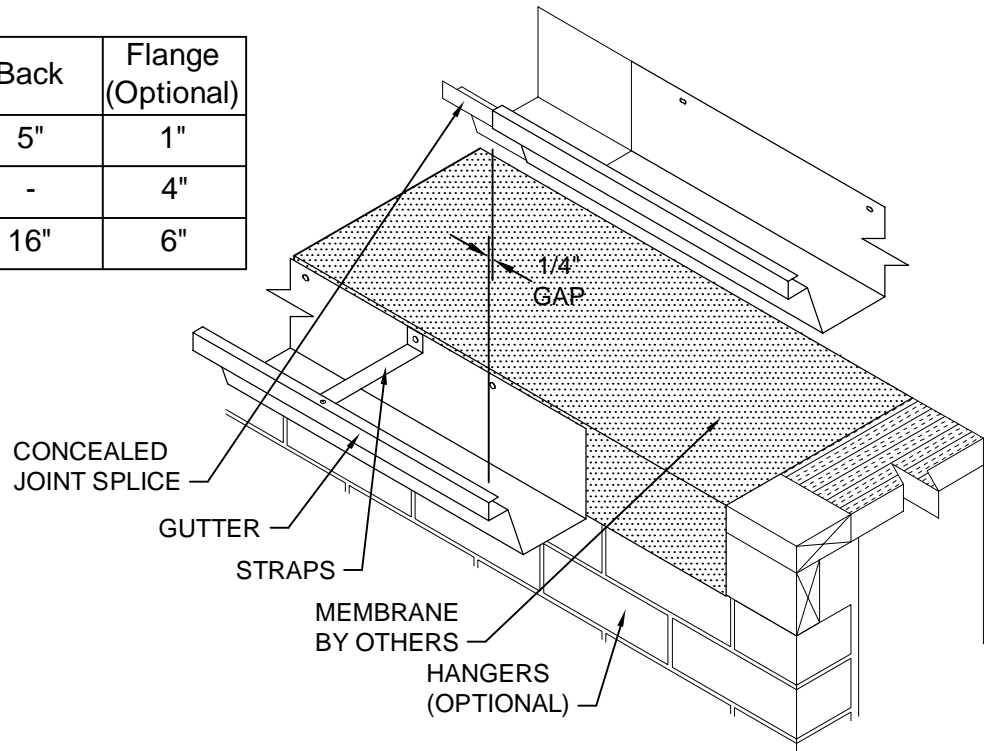 Back Flange
(Optional)
5" 1"
- 4"
16" 6"
1/4"
GAP
CONCEALED
JOINT SPLICE
GUTTER
STRAPS
MEMBRANE
BY OTHERS
HANGERS
(OPTIONAL)